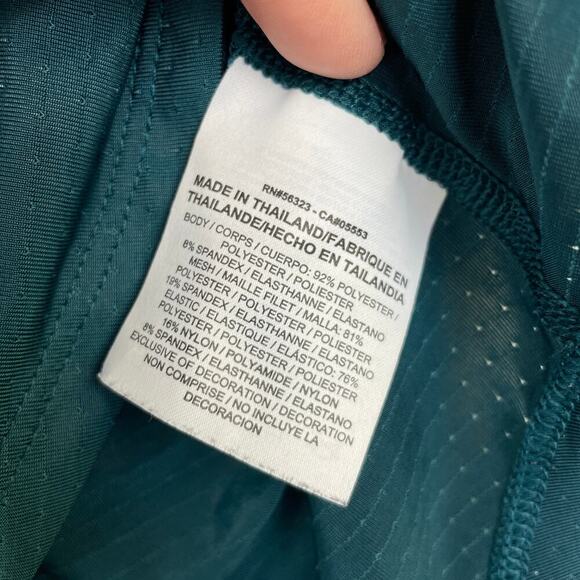 RN#56323 - CA#05553
MADE IN THAILAND/FABRIQUE EN
THAILANDE/HECHO EN TAILANDIA
BODY / CORPS / CUERPO: 92% POLYESTER /
POLYESTER / POLIESTER
8% SPANDEX / ELASTHANNE / ELASTANO
MESH / MAILLE FILET / MALLA: 81%
POLYESTER / POLYESTER / POLIESTER
19% SPANDEX / ELASTHANNE / ELASTANO
ELASTIC / ELASTIQUE / ELÁSTICO: 76%
POLYESTER / POLYESTER / POLIESTER
16% NYLON / POLYAMIDE / NYLON
8% SPANDEX / ELASTHANNE / ELASTANO
EXCLUSIVE OF DECORATION / DECORATION
NON COMPRISE / NO INCLUYE LA
DECORACION